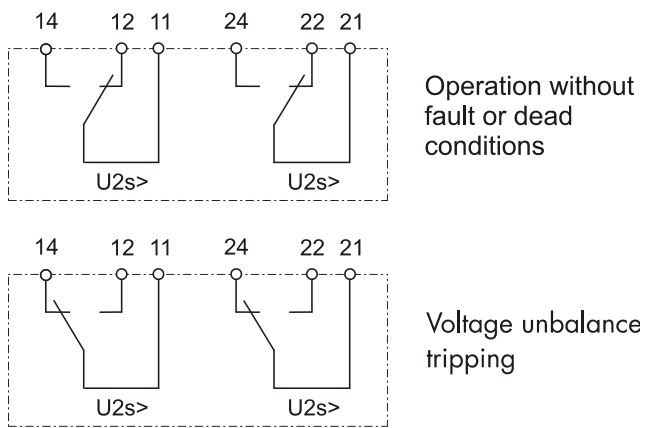 14 12 11 24 22 21
Operation without
fault or dead
conditions
U2s> U2s>
14 12 11 24 22 21
Voltage unbalance
tripping
U2s> U2s>